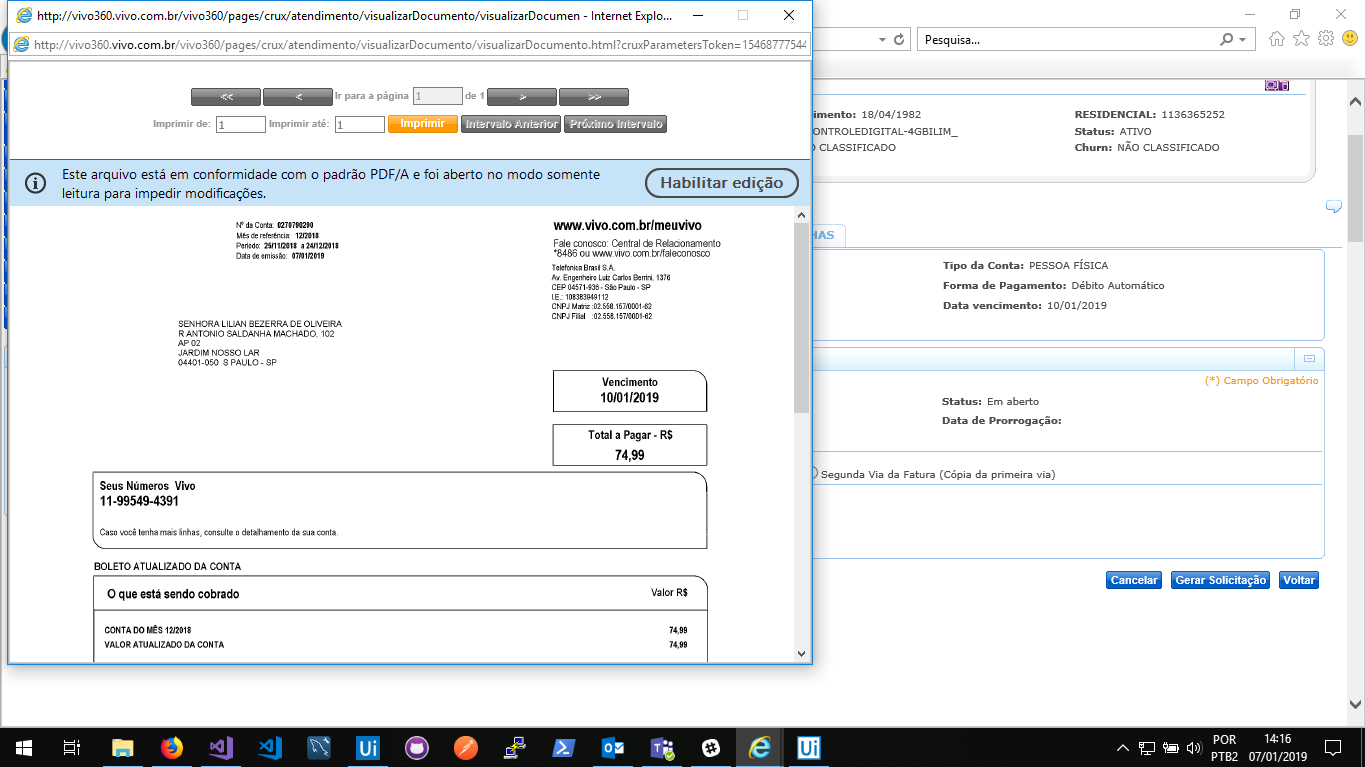 http://vivo360.vivo.com.br/vivo360/pages/crux/atendimento/visualizarDocumento/visualizarDocumen - Internet Explo...
http://vivo360.vivo.com.br/vivo360/pages/crux/atendimento/visualizarDocumento/visualizarDocumento.html?cruxParametersToken=15468777544
Pesquisa...
<< < Ir para a página 1 de 1 > >>
Imprimir de: 1 Imprimir até: 1 Imprimir Intervalo Anterior Próximo Intervalo
Este arquivo está em conformidade com o padrão PDF/A e foi aberto no modo somente
leitura para impedir modificações.
Habilitar edição
Nº da Conta: 0270790290
Mês de referência: 12/2018
Período: 25/11/2018 a 24/12/2018
Data de emissão: 07/01/2019
www.vivo.com.br/meuvivo
Fale conosco: Central de Relacionamento
*8486 ou www.vivo.com.br/faleconosco
Telefonica Brasil S.A.
Av. Engenheiro Luiz Carlos Berrini, 1376
CEP 04571-936 - São Paulo - SP
I.E.: 108383949112
CNPJ Matriz :02.558.157/0001-62
CNPJ Filial :02.558.157/0001-62
SENHORA LILIAN BEZERRA DE OLIVEIRA
R ANTONIO SALDANHA MACHADO, 102
AP 02
JARDIM NOSSO LAR
04401-050 S PAULO - SP
Vencimento
10/01/2019
Total a Pagar - R$
74,99
Seus Números Vivo
11-99549-4391
Caso você tenha mais linhas, consulte o detalhamento da sua conta.
BOLETO ATUALIZADO DA CONTA
O que está sendo cobrado Valor R$
CONTA DO MÊS 12/2018 74,99
VALOR ATUALIZADO DA CONTA 74,99
imento: 18/04/1982
ONTROLEDIGITAL-4GBILIM_
O CLASSIFICADO
RESIDENCIAL: 1136365252
Status: ATIVO
Churn: NÃO CLASSIFICADO
HAS
Tipo da Conta: PESSOA FÍSICA
Forma de Pagamento: Débito Automático
Data vencimento: 10/01/2019
(*) Campo Obrigatório
Status: Em aberto
Data de Prorrogação:
Segunda Via da Fatura (Cópia da primeira via)
Cancelar Gerar Solicitação Voltar
Ui
Ui
POR
PTB2
14:16
07/01/2019